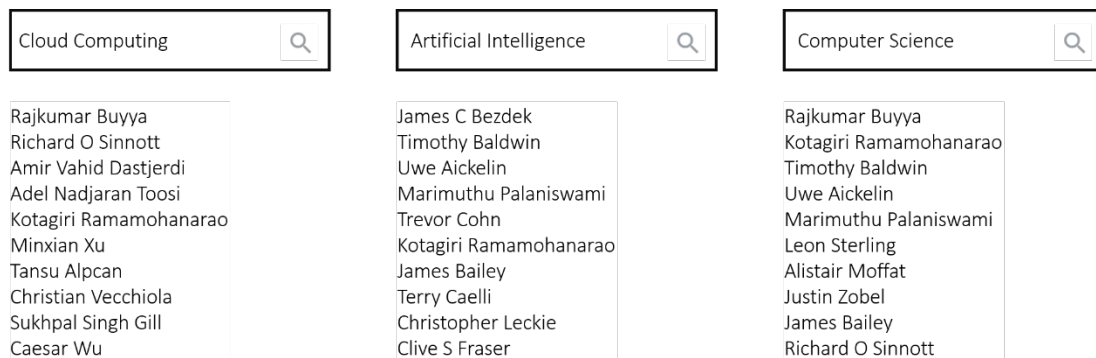 Cloud Computing
Rajkumar Buyya
Richard O Sinnott
Amir Vahid Dastjerdi
Adel Nadjaran Toosi
Kotagiri Ramamohanarao
Minxian Xu
Tansu Alpcan
Christian Vecchiola
Sukhpal Singh Gill
Caesar Wu
Artificial Intelligence
James C Bezdek
Timothy Baldwin
Uwe Aickelin
Marimuthu Palaniswami
Trevor Cohn
Kotagiri Ramamohanarao
James Bailey
Terry Caelli
Christopher Leckie
Clive S Fraser
Computer Science
Rajkumar Buyya
Kotagiri Ramamohanarao
Timothy Baldwin
Uwe Aickelin
Marimuthu Palaniswami
Leon Sterling
Alistair Moffat
Justin Zobel
James Bailey
Richard O Sinnott